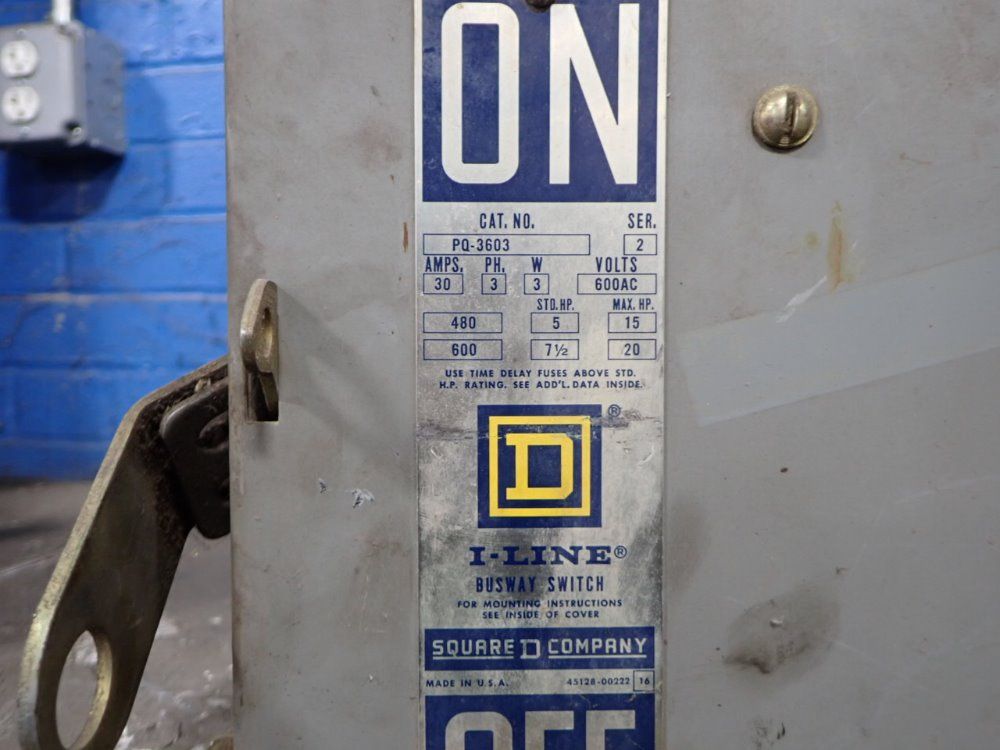 ON
CAT. NO. SER.
PQ-3603 2
AMPS. PH. W VOLTS
30 3 3 600AC
STD.HP. MAX. HP.
480 5 15
600 7½ 20
USE TIME DELAY FUSES ABOVE STD.
H.P. RATING. SEE ADD'L. DATA INSIDE.
D ®
I-LINE®
BUSWAY SWITCH
FOR MOUNTING INSTRUCTIONS
SEE INSIDE OF COVER
SQUARE D COMPANY
MADE IN U.S.A. 45128-00222 16
OFF